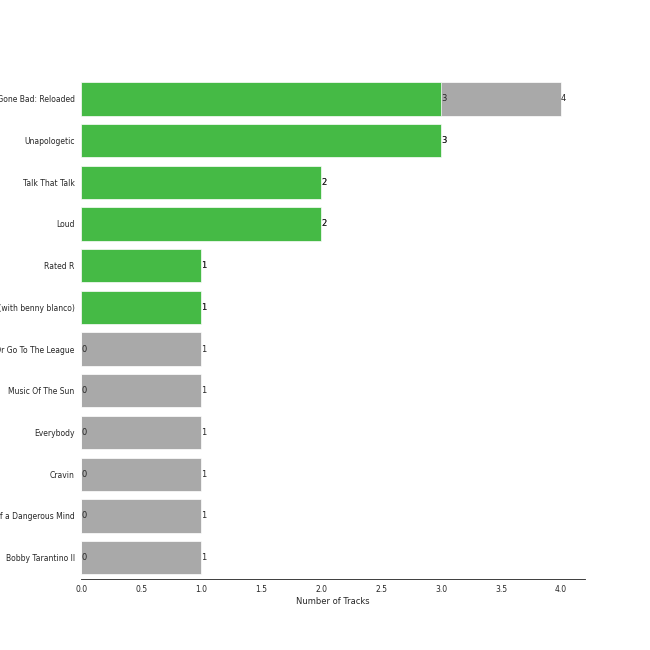 Gone Bad: Reloaded 3 4
Unapologetic 3
Talk That Talk 2
Loud 2
Rated R 1
(with benny blanco) 1
Or Go To The League 0 1
Music Of The Sun 0 1
Everybody 0 1
Cravin 0 1
f a Dangerous Mind 0 1
Bobby Tarantino II 0 1
0.0 0.5 1.0 1.5 2.0 2.5 3.0 3.5 4.0
Number of Tracks